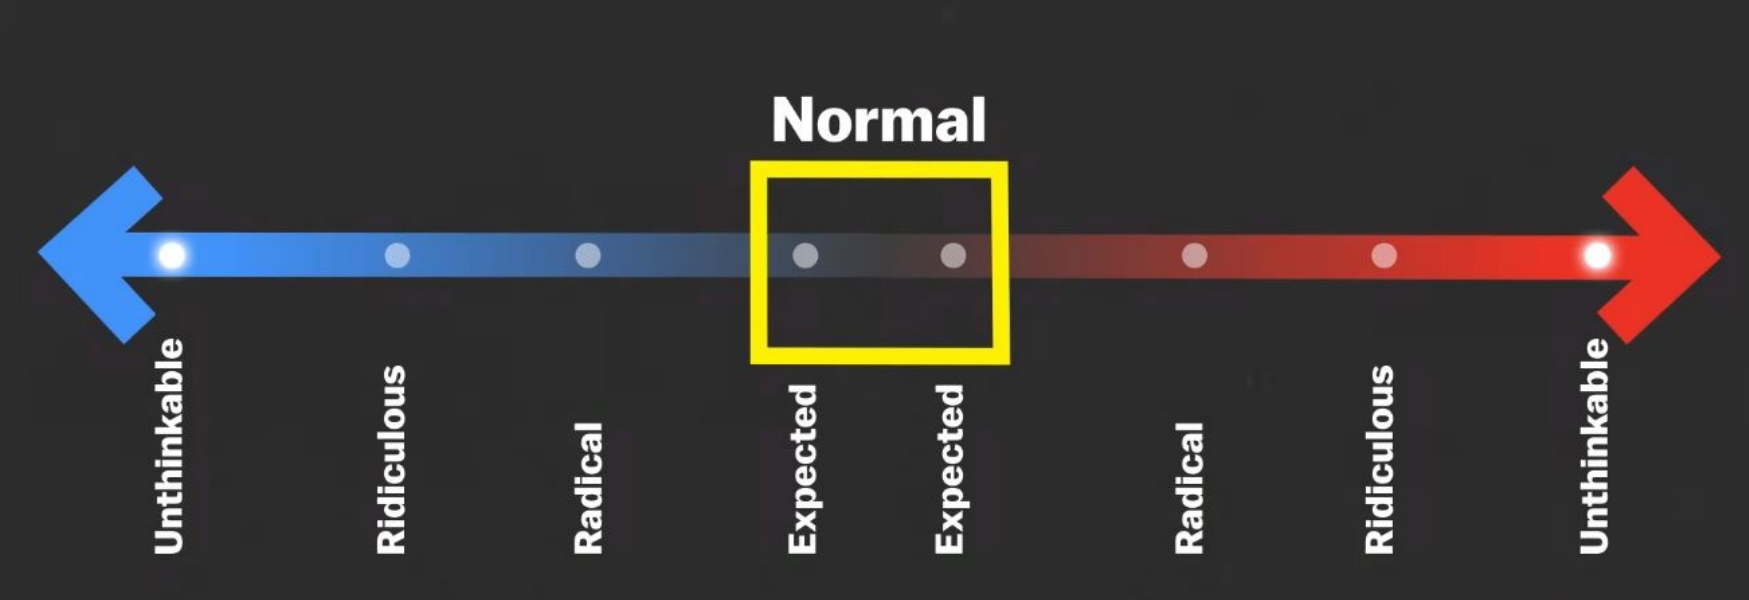 Normal
Unthinkable
Ridiculous
Radical
Expected
Expected
Radical
Ridiculous
Unthinkable